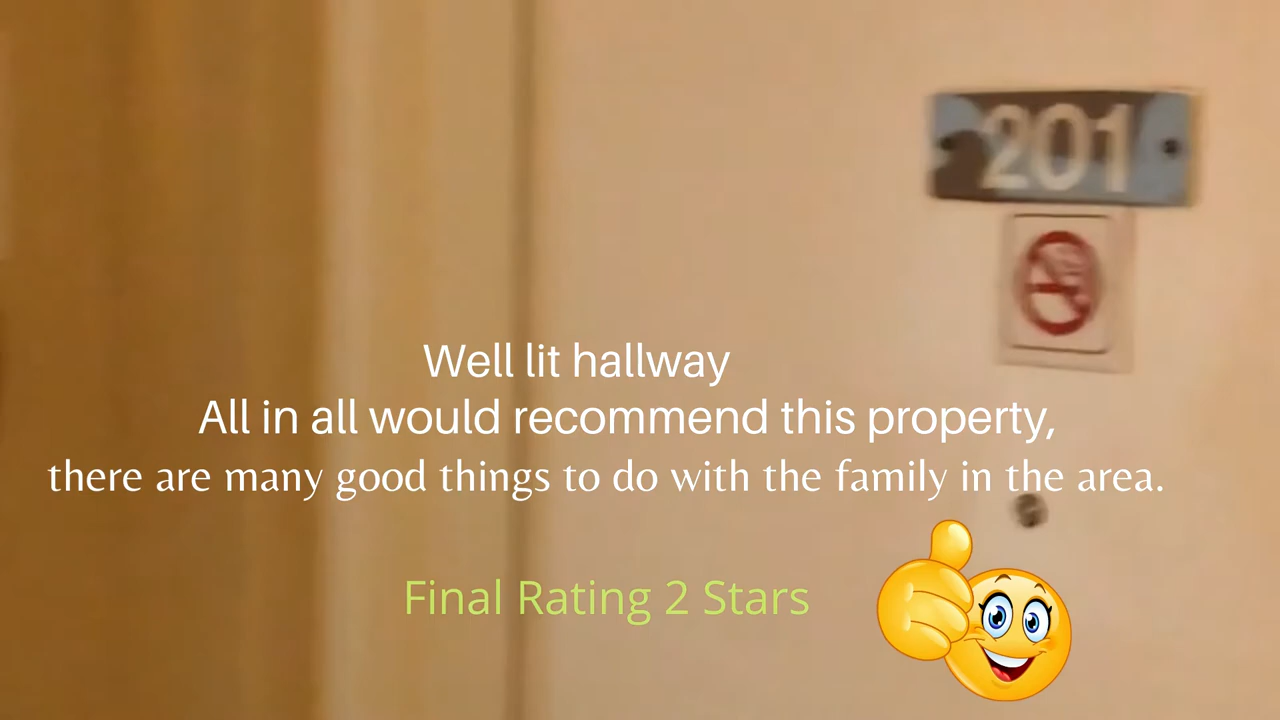 201
Well lit hallway
All in all would recommend this property,
there are many good things to do with the family in the area.
Final Rating 2 Stars